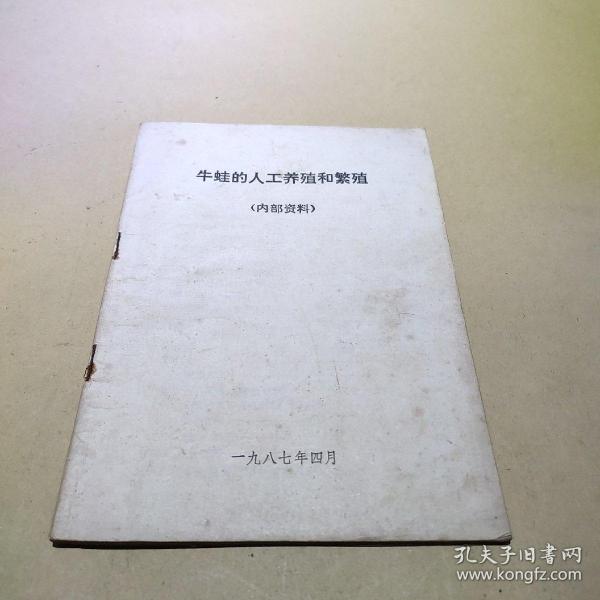 牛蛙的人工养殖和繁殖
（内部资料）
一九八七年四月
孔夫子旧书网
www.kongfz.com